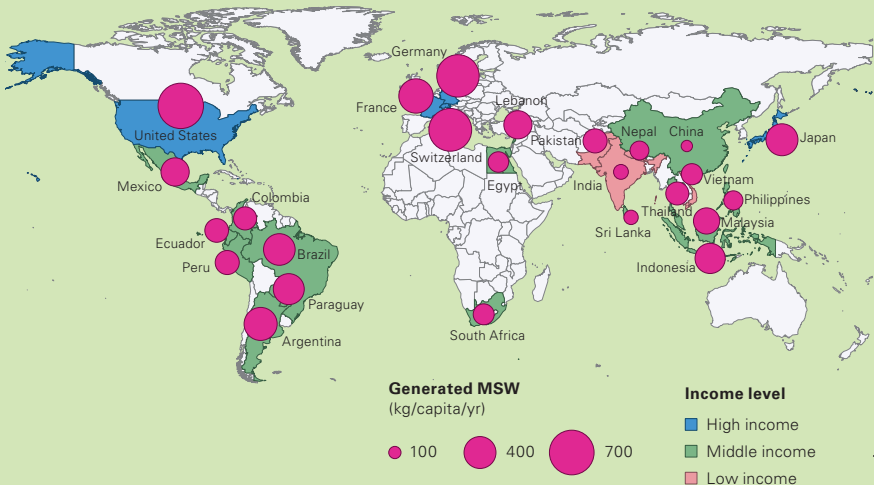 Germany
France
Lebanon
United States
Switzerland
Pakistan
Nepal
China
Japan
Mexico
Egypt
India
Vietnam
Colombia
Thailand
Philippines
Sri Lanka
Malaysia
Ecuador
Brazil
Peru
Indonesia
Paraguay
South Africa
Argentina
Generated MSW
(kg/capita/yr)
100 400 700
Income level
High income
Middle income
Low income